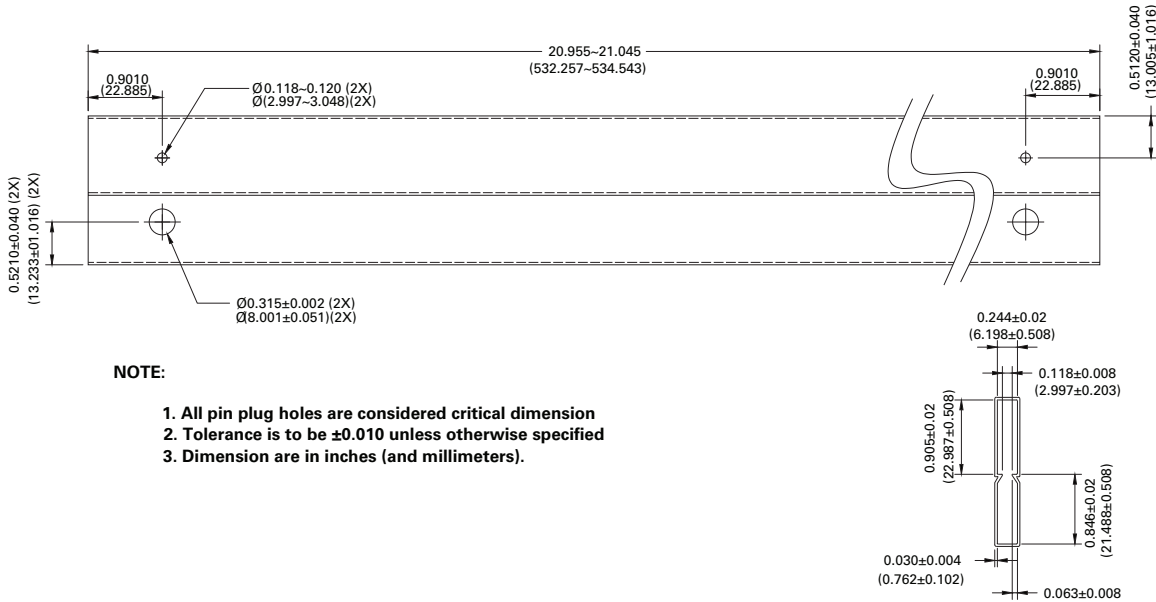 20.955~21.045
(532.257~534.543)
0.5120±0.040
(13.005±1.016)
0.9010
(22.885)
Ø0.118~0.120 (2X)
Ø(2.997~3.048)(2X)
0.9010
(22.885)
0.5210±0.040 (2X)
(13.233±01.016) (2X)
Ø0.315±0.002 (2X)
Ø(8.001±0.051)(2X)
NOTE:
1. All pin plug holes are considered critical dimension
2. Tolerance is to be ±0.010 unless otherwise specified
3. Dimension are in inches (and millimeters).
0.244±0.02
(6.198±0.508)
0.118±0.008
(2.997±0.203)
0.905±0.02
(22.987±0.508)
0.846±0.02
(21.488±0.508)
0.030±0.004
(0.762±0.102)
0.063±0.008